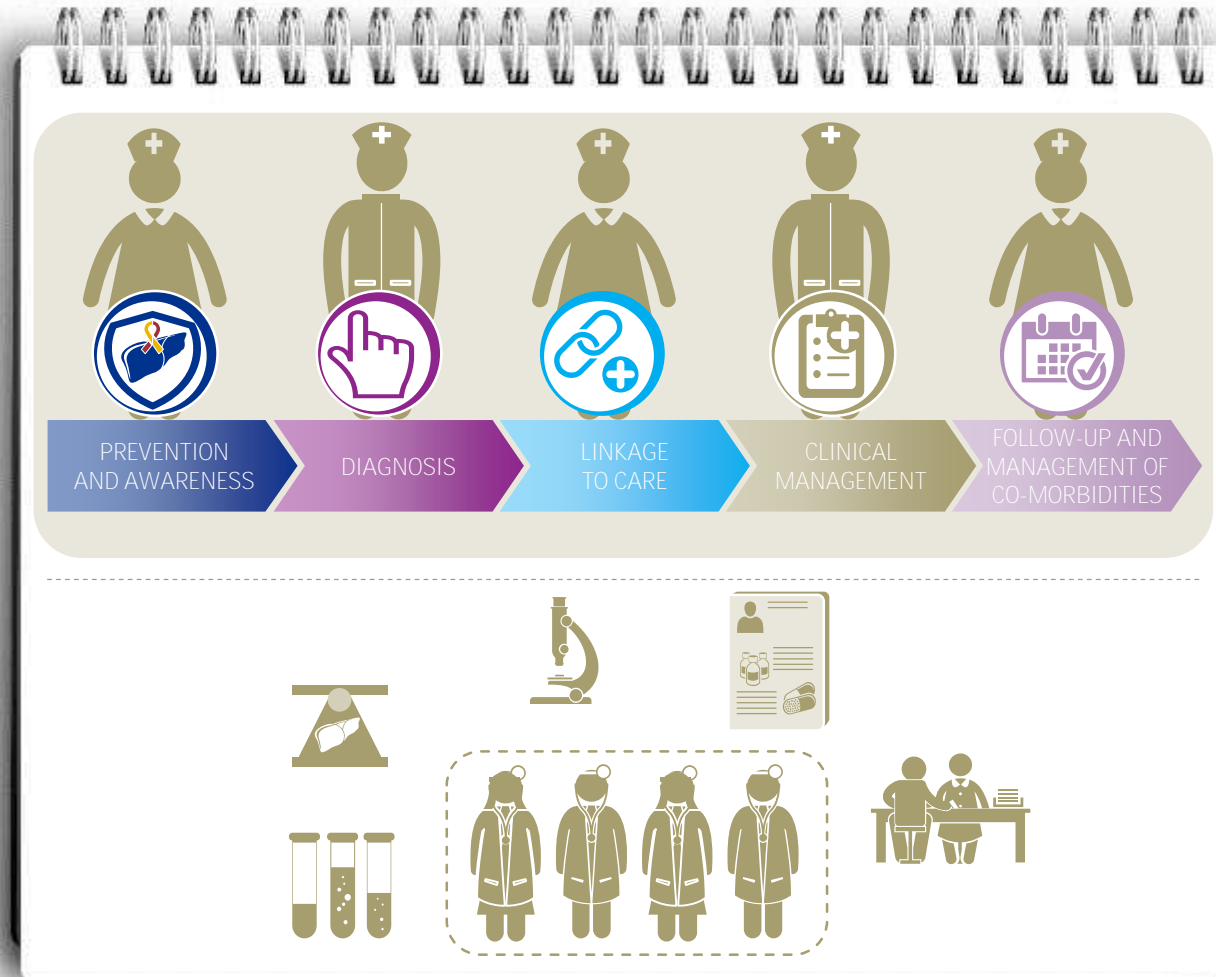 PREVENTION
AND AWARENESS
DIAGNOSIS
LINKAGE
TO CARE
CLINICAL
MANAGEMENT
FOLLOW-UP AND
MANAGEMENT OF
CO-MORBIDITIES